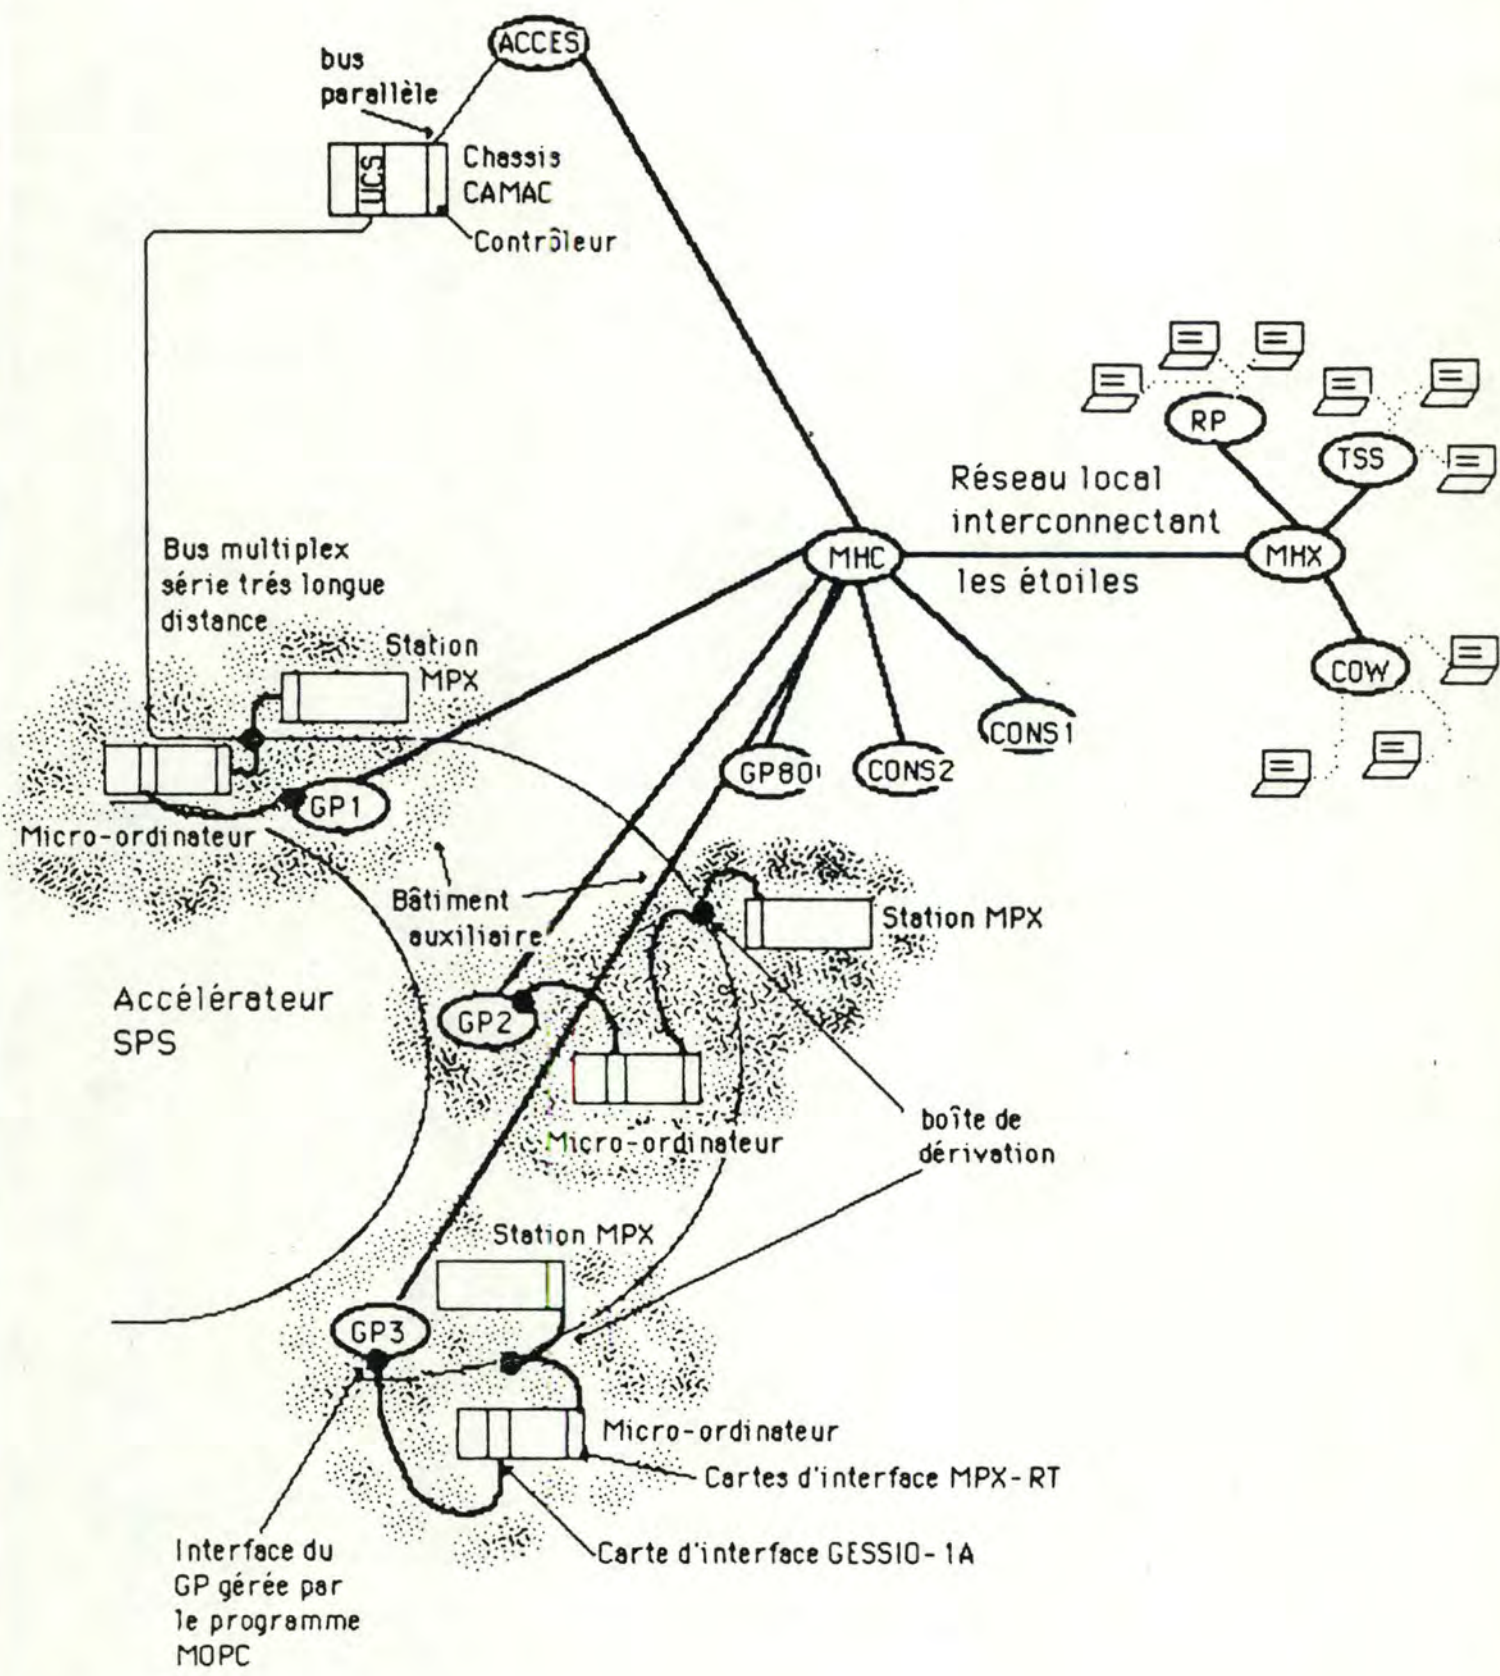 ACCES
bus
parallèle
UCS
Chassis
CAMAC
Contrôleur
RP
TSS
Réseau local
interconnectant
les étoiles
MHC
MHX
COW
Bus multiplex
série trés longue
distance
Station
MPX
CONS1
GP80
CONS2
GP1
Micro-ordinateur
Bâtiment
auxiliaire
Station MPX
Accélérateur
SPS
GP2
Micro-ordinateur
boîte de
dérivation
Station MPX
GP3
Micro-ordinateur
Cartes d'interface MPX-RT
Carte d'interface GESSIO-1A
Interface du
GP gérée par
le programme
MOPC